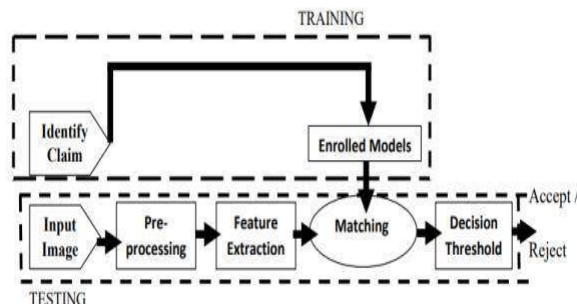 TRAINING
Identify
Claim
Enrolled Models
Input
Image
Pre-
processing
Feature
Extraction
Matching
Decision
Threshold
Accept /
Reject
TESTING